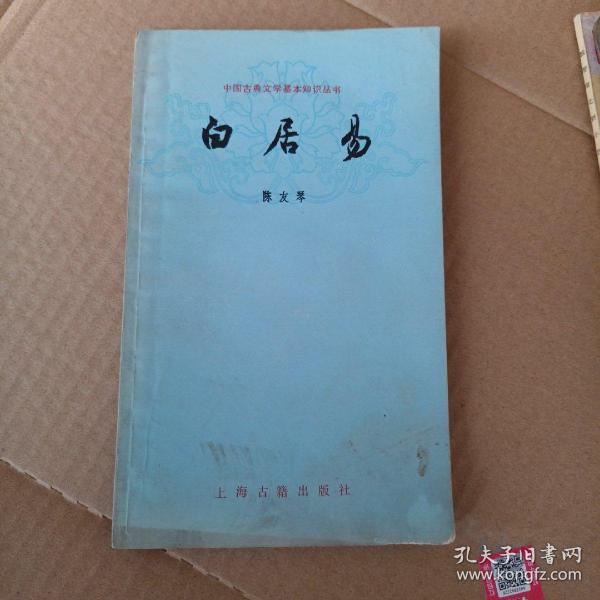 中国古典文学基本知识丛书
白居易
陈友琴
上海古籍出版社
孔夫子旧书网
www.kongfz.com